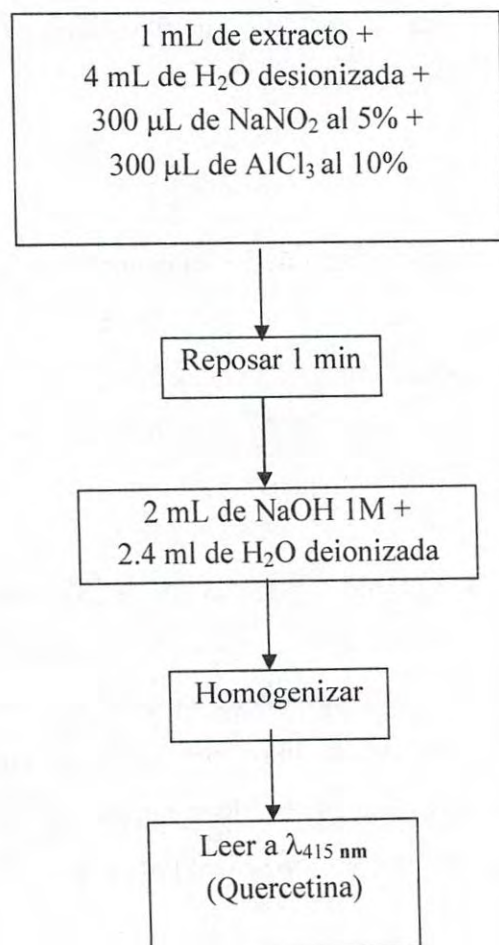 1 mL de extracto +
4 mL de H₂O desionizada +
300 µL de NaNO₂ al 5% +
300 µL de AlCl₃ al 10%
Reposar 1 min
2 mL de NaOH 1M +
2.4 ml de H₂O deionizada
Homogenizar
Leer a λ₄₁₅ ₙₘ
(Quercetina)